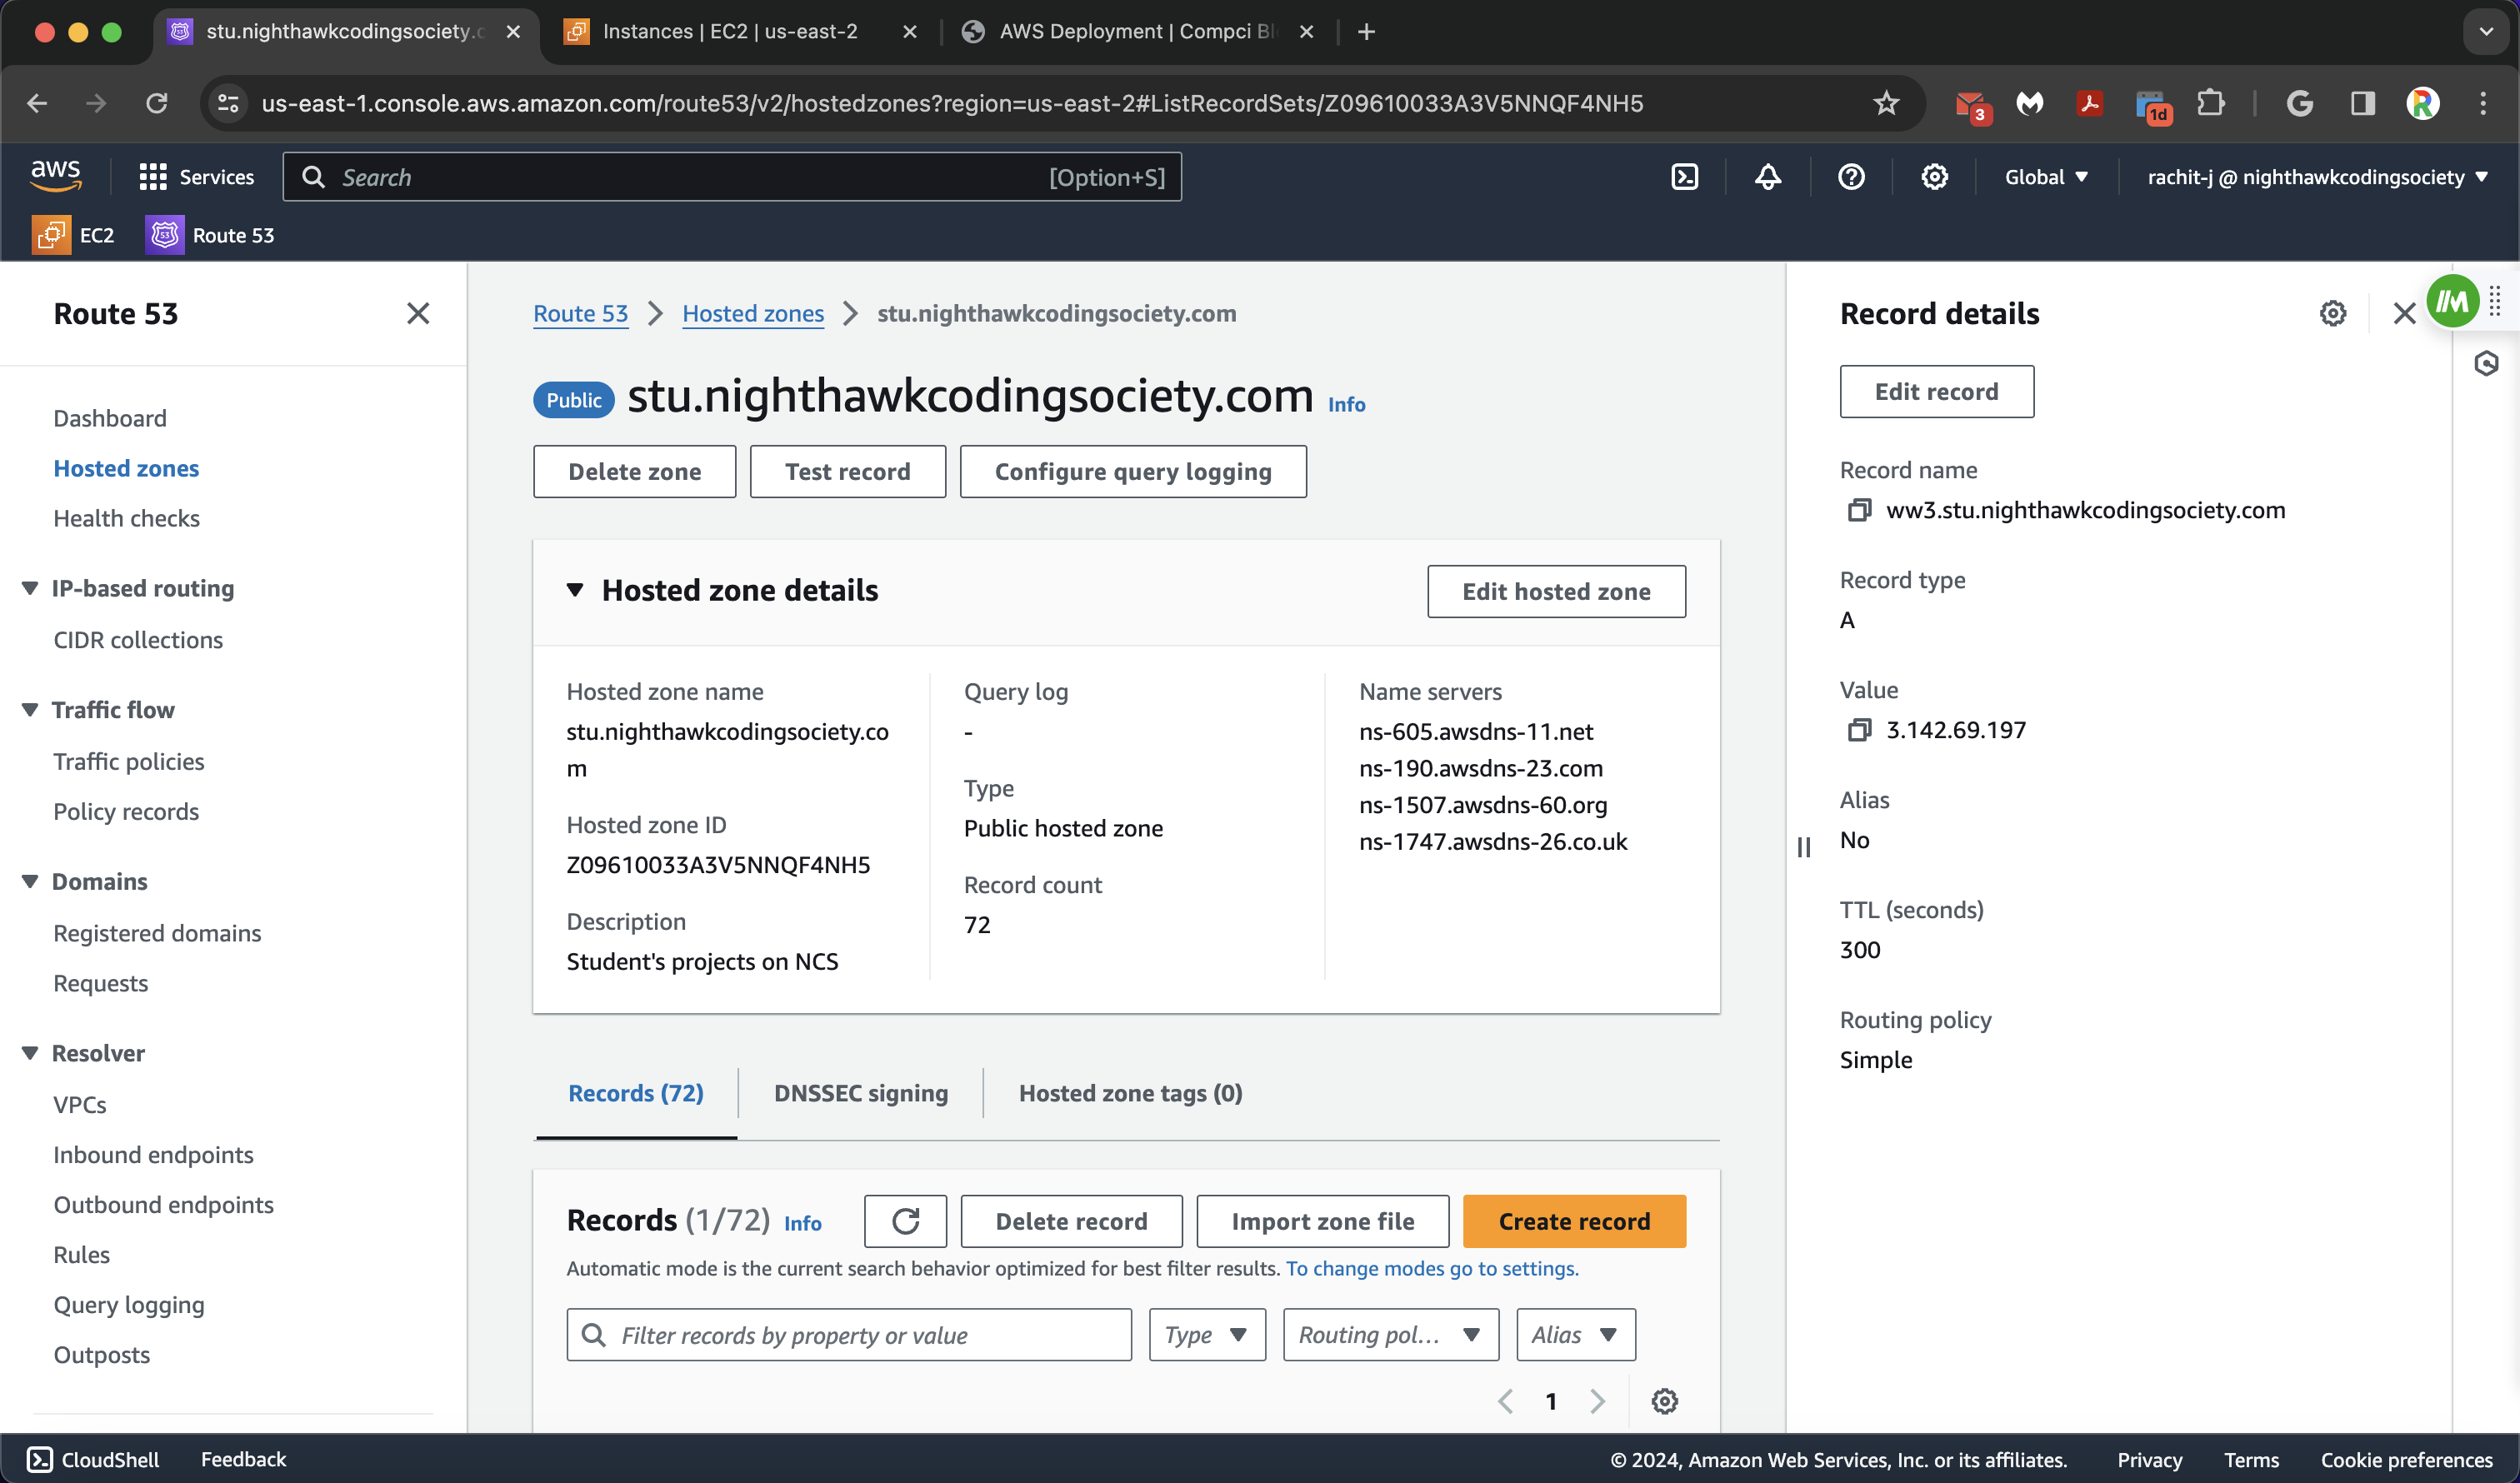 stu.nighthawkcodingsociety.c
Instances | EC2 | us-east-2
AWS Deployment | Compci Bl
us-east-1.console.aws.amazon.com/route53/v2/hostedzones?region=us-east-2#ListRecordSets/Z09610033A3V5NNQF4NH5
3
1d
G
R
aws
Services
Search
[Option+S]
Global
rachit-j @ nighthawkcodingsociety
EC2
53
Route 53
Route 53
Dashboard
Hosted zones
Health checks
IP-based routing
CIDR collections
Traffic flow
Traffic policies
Policy records
Domains
Registered domains
Requests
Resolver
VPCs
Inbound endpoints
Outbound endpoints
Rules
Query logging
Outposts
Route 53 > Hosted zones > stu.nighthawkcodingsociety.com
Public stu.nighthawkcodingsociety.com Info
Delete zone
Test record
Configure query logging
Hosted zone details
Edit hosted zone
Hosted zone name
stu.nighthawkcodingsociety.co
m
Hosted zone ID
Z09610033A3V5NNQF4NH5
Description
Student's projects on NCS
Query log
-
Type
Public hosted zone
Record count
72
Name servers
ns-605.awsdns-11.net
ns-190.awsdns-23.com
ns-1507.awsdns-60.org
ns-1747.awsdns-26.co.uk
Records (72)
DNSSEC signing
Hosted zone tags (0)
Records (1/72) Info
Delete record
Import zone file
Create record
Automatic mode is the current search behavior optimized for best filter results. To change modes go to settings.
Filter records by property or value
Type
Routing pol...
Alias
1
Record details
Edit record
Record name
ww3.stu.nighthawkcodingsociety.com
Record type
A
Value
3.142.69.197
Alias
No
TTL (seconds)
300
Routing policy
Simple
CloudShell
Feedback
© 2024, Amazon Web Services, Inc. or its affiliates.
Privacy
Terms
Cookie preferences